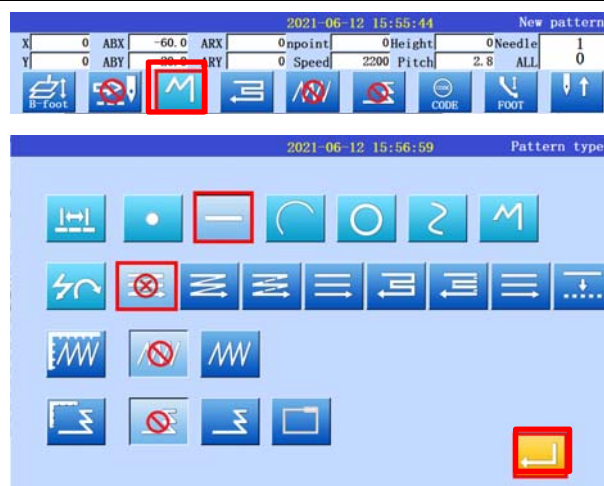 2021-06-12 15:55:44 New pattern
X 0 ABX -60.0 ARX 0 npoint 0 Height 0 Needle 1
Y 0 ABY ARY 0 Speed 2200 Pitch 2.8 ALL 0
B-foot CODE CODE FOOT
2021-06-12 15:56:59 Pattern type